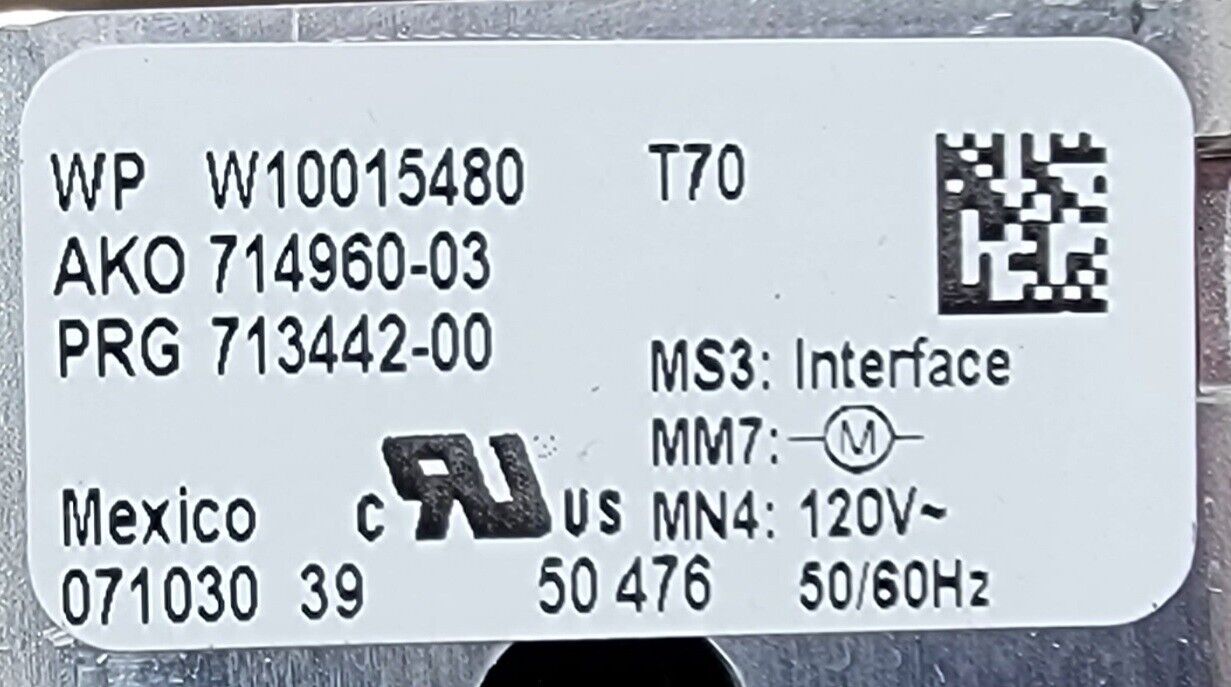 WP W10015480 T70
AKO 714960-03
PRG 713442-00
MS3: Interface
MM7: M
Mexico c RU US MN4: 120V~
071030 39 50 476 50/60Hz